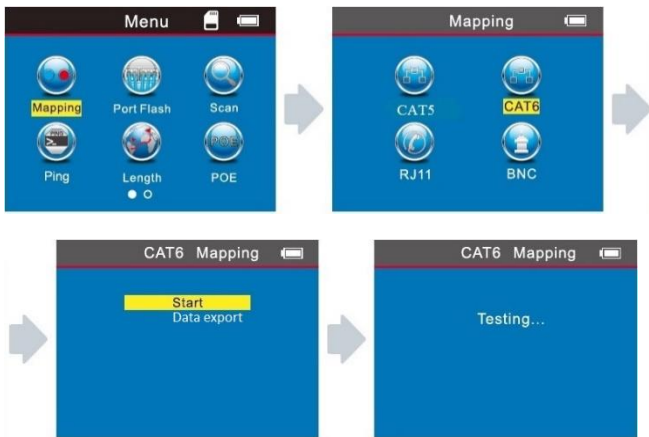 Menu
Mapping Port Flash Scan
Ping Length POE
Mapping
CAT5 CAT6
RJ11 BNC
CAT6 Mapping
Start
Data export
CAT6 Mapping
Testing...